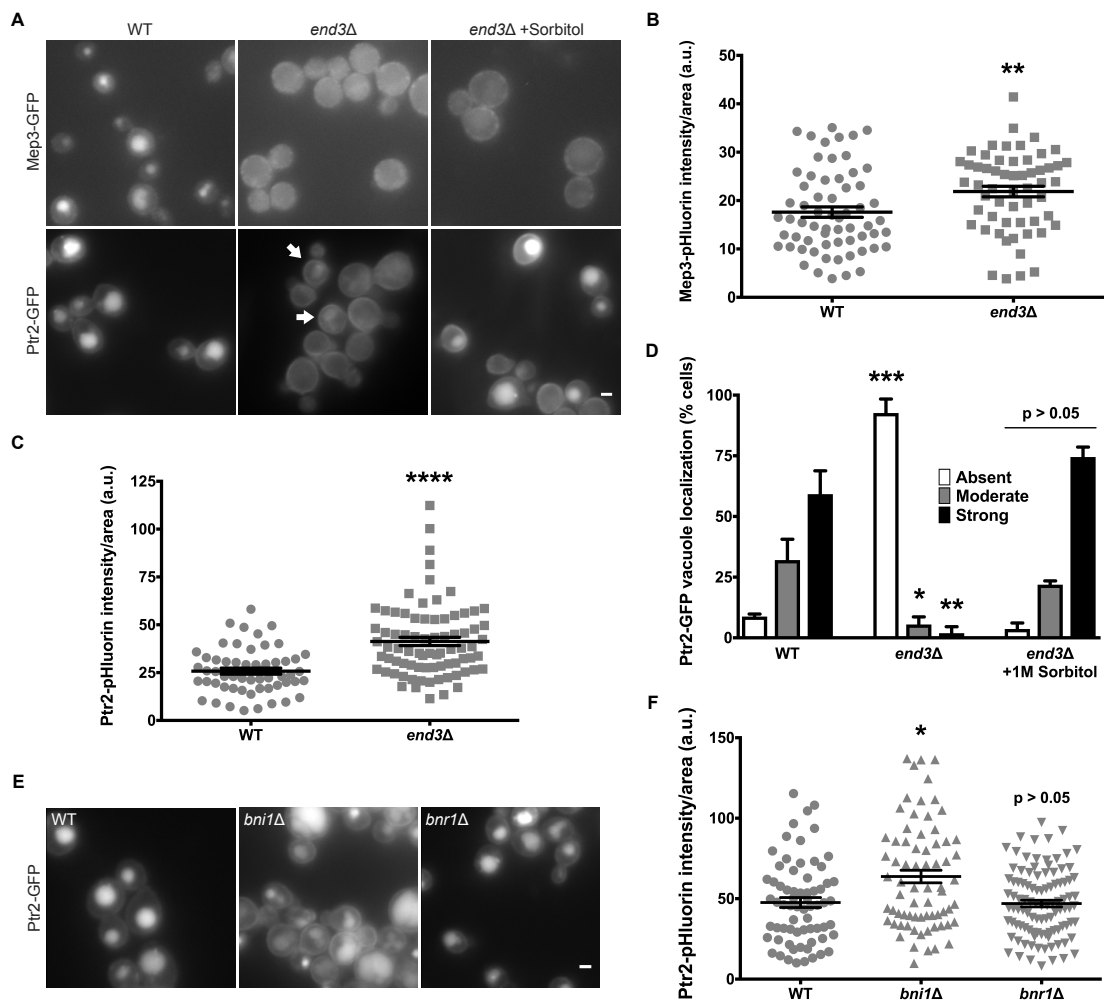 A
WT
end3Δ
end3Δ +Sorbitol
Mep3-GFP
Ptr2-GFP
B
Mep3-pHluorin intensity/area (a.u.)
50
40
30
20
10
0
**
WT
end3Δ
C
Ptr2-pHluorin intensity/area (a.u.)
125
100
75
50
25
0
****
WT
end3Δ
D
Ptr2-GFP vacuole localization (% cells)
100
75
50
25
0
***
*
**
p > 0.05
Absent
Moderate
Strong
WT
end3Δ
end3Δ
+1M Sorbitol
E
Ptr2-GFP
WT
bni1Δ
bnr1Δ
F
Ptr2-pHluorin intensity/area (a.u.)
150
100
50
0
*
p > 0.05
WT
bni1Δ
bnr1Δ